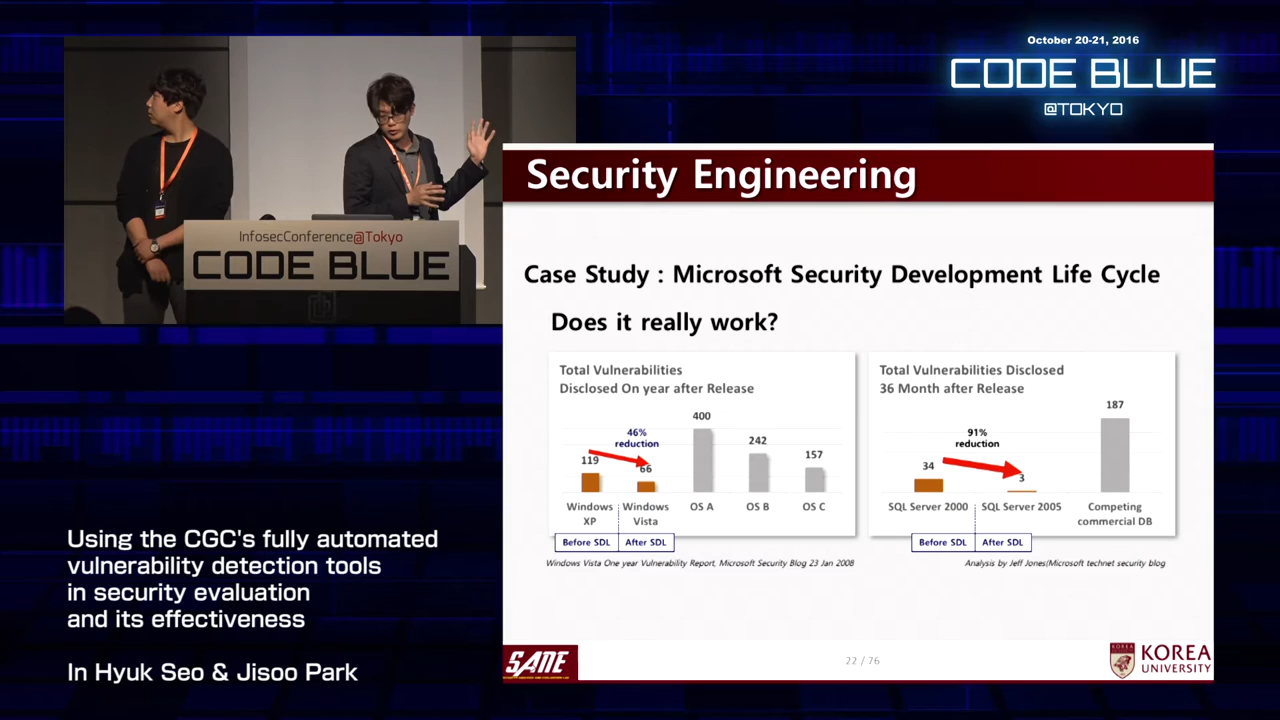 October 20-21, 2016
CODE BLUE
@TOKYO
InfosecConference@Tokyo
CODE BLUE
Security Engineering
Case Study : Microsoft Security Development Life Cycle
Does it really work?
Total Vulnerabilities
Disclosed On year after Release
400
46%
reduction
242
119
66
157
Windows
XP
Windows
Vista
OS A
OS B
OS C
Before SDL
After SDL
Windows Vista One year Vulnerability Report, Microsoft Security Blog 23 Jan 2008
Total Vulnerabilities Disclosed
36 Month after Release
187
91%
reduction
34
3
SQL Server 2000
SQL Server 2005
Competing
commercial DB
Before SDL
After SDL
Analysis by Jeff Jones(Microsoft technet security blog
Using the CGC's fully automated
vulnerability detection tools
in security evaluation
and its effectiveness
In Hyuk Seo & Jisoo Park
SANE
22 / 76
KOREA
UNIVERSITY